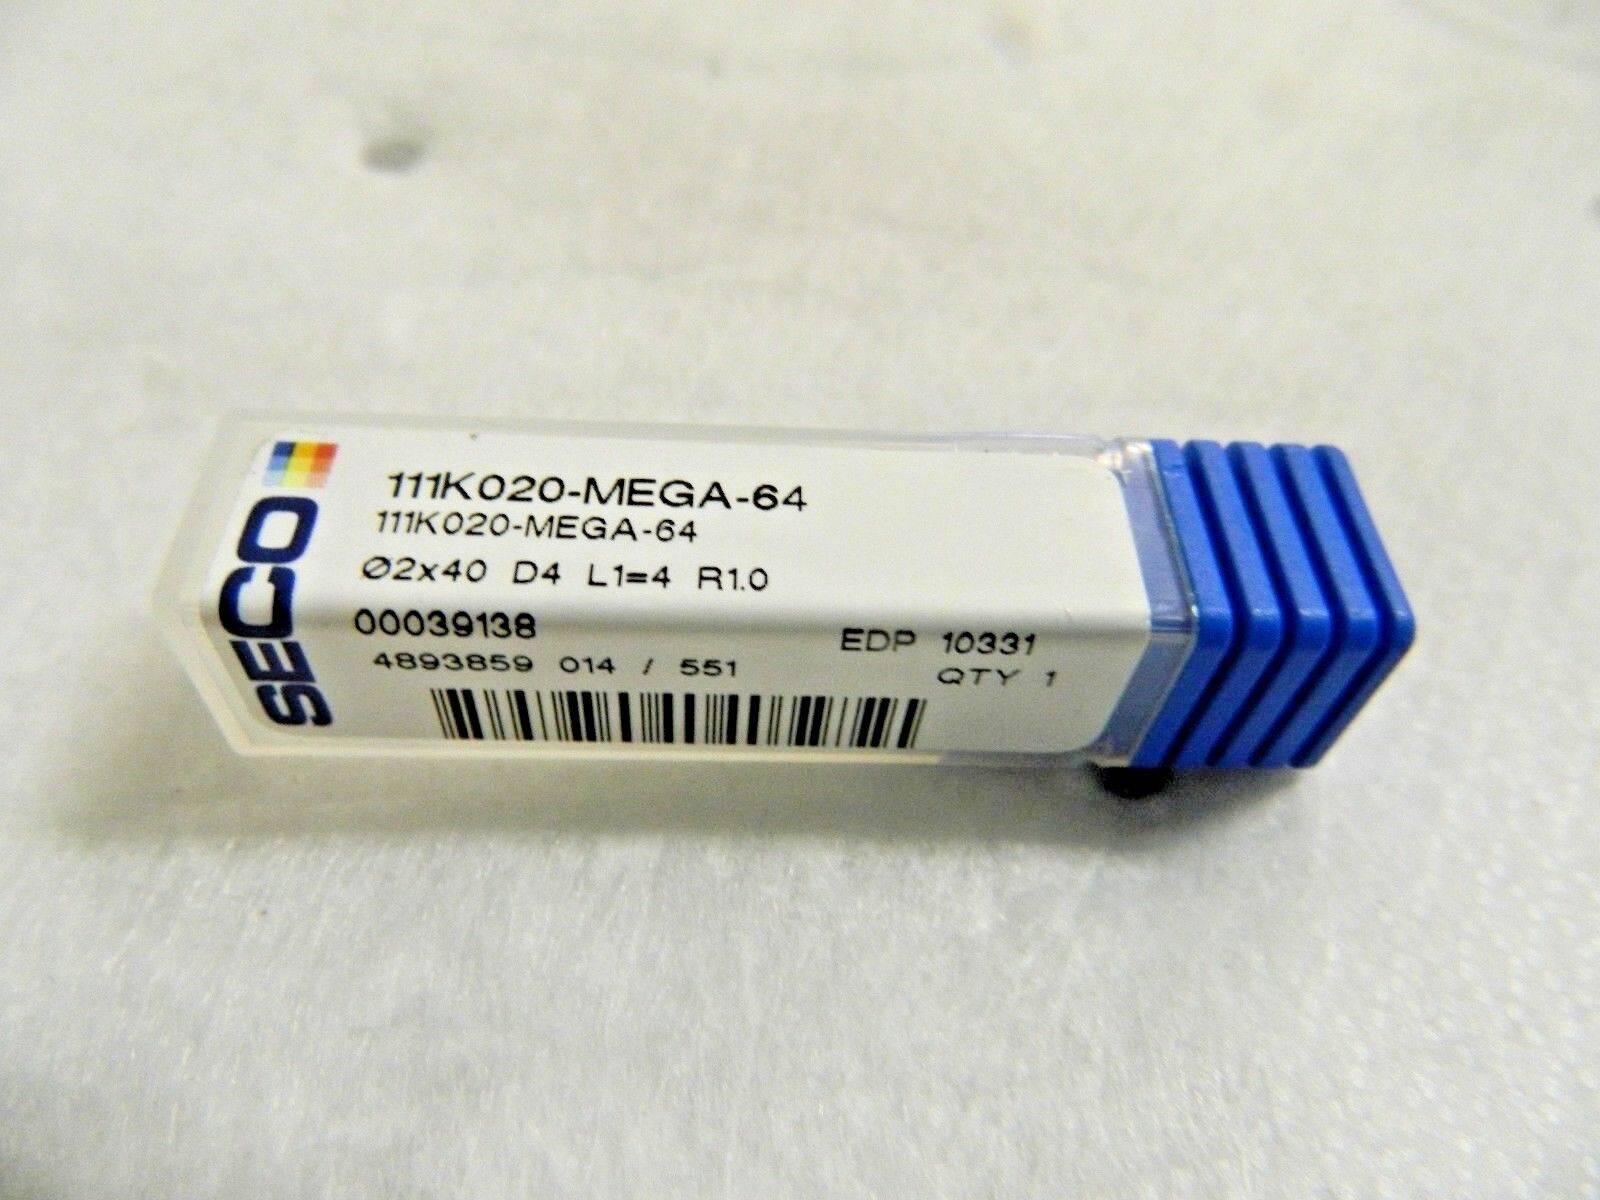 SECO
111K020-MEGA-64
111K020-MEGA-64
Ø2x40 D4 L1=4 R1.0
00039138
EDP 10331
4893859 014 / 551
QTY 1